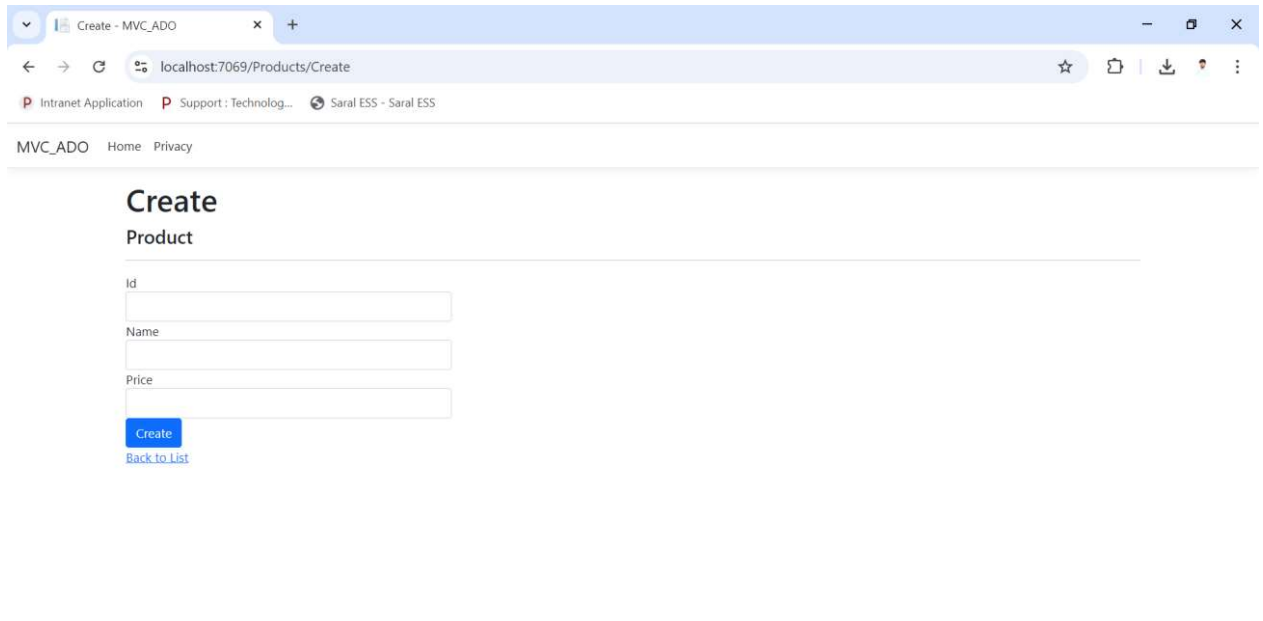 Create - MVC_ADO
localhost:7069/Products/Create
P Intranet Application P Support : Technolog... Saral ESS - Saral ESS
MVC_ADO Home Privacy
Create
Product
Id
Name
Price
Create
Back to List